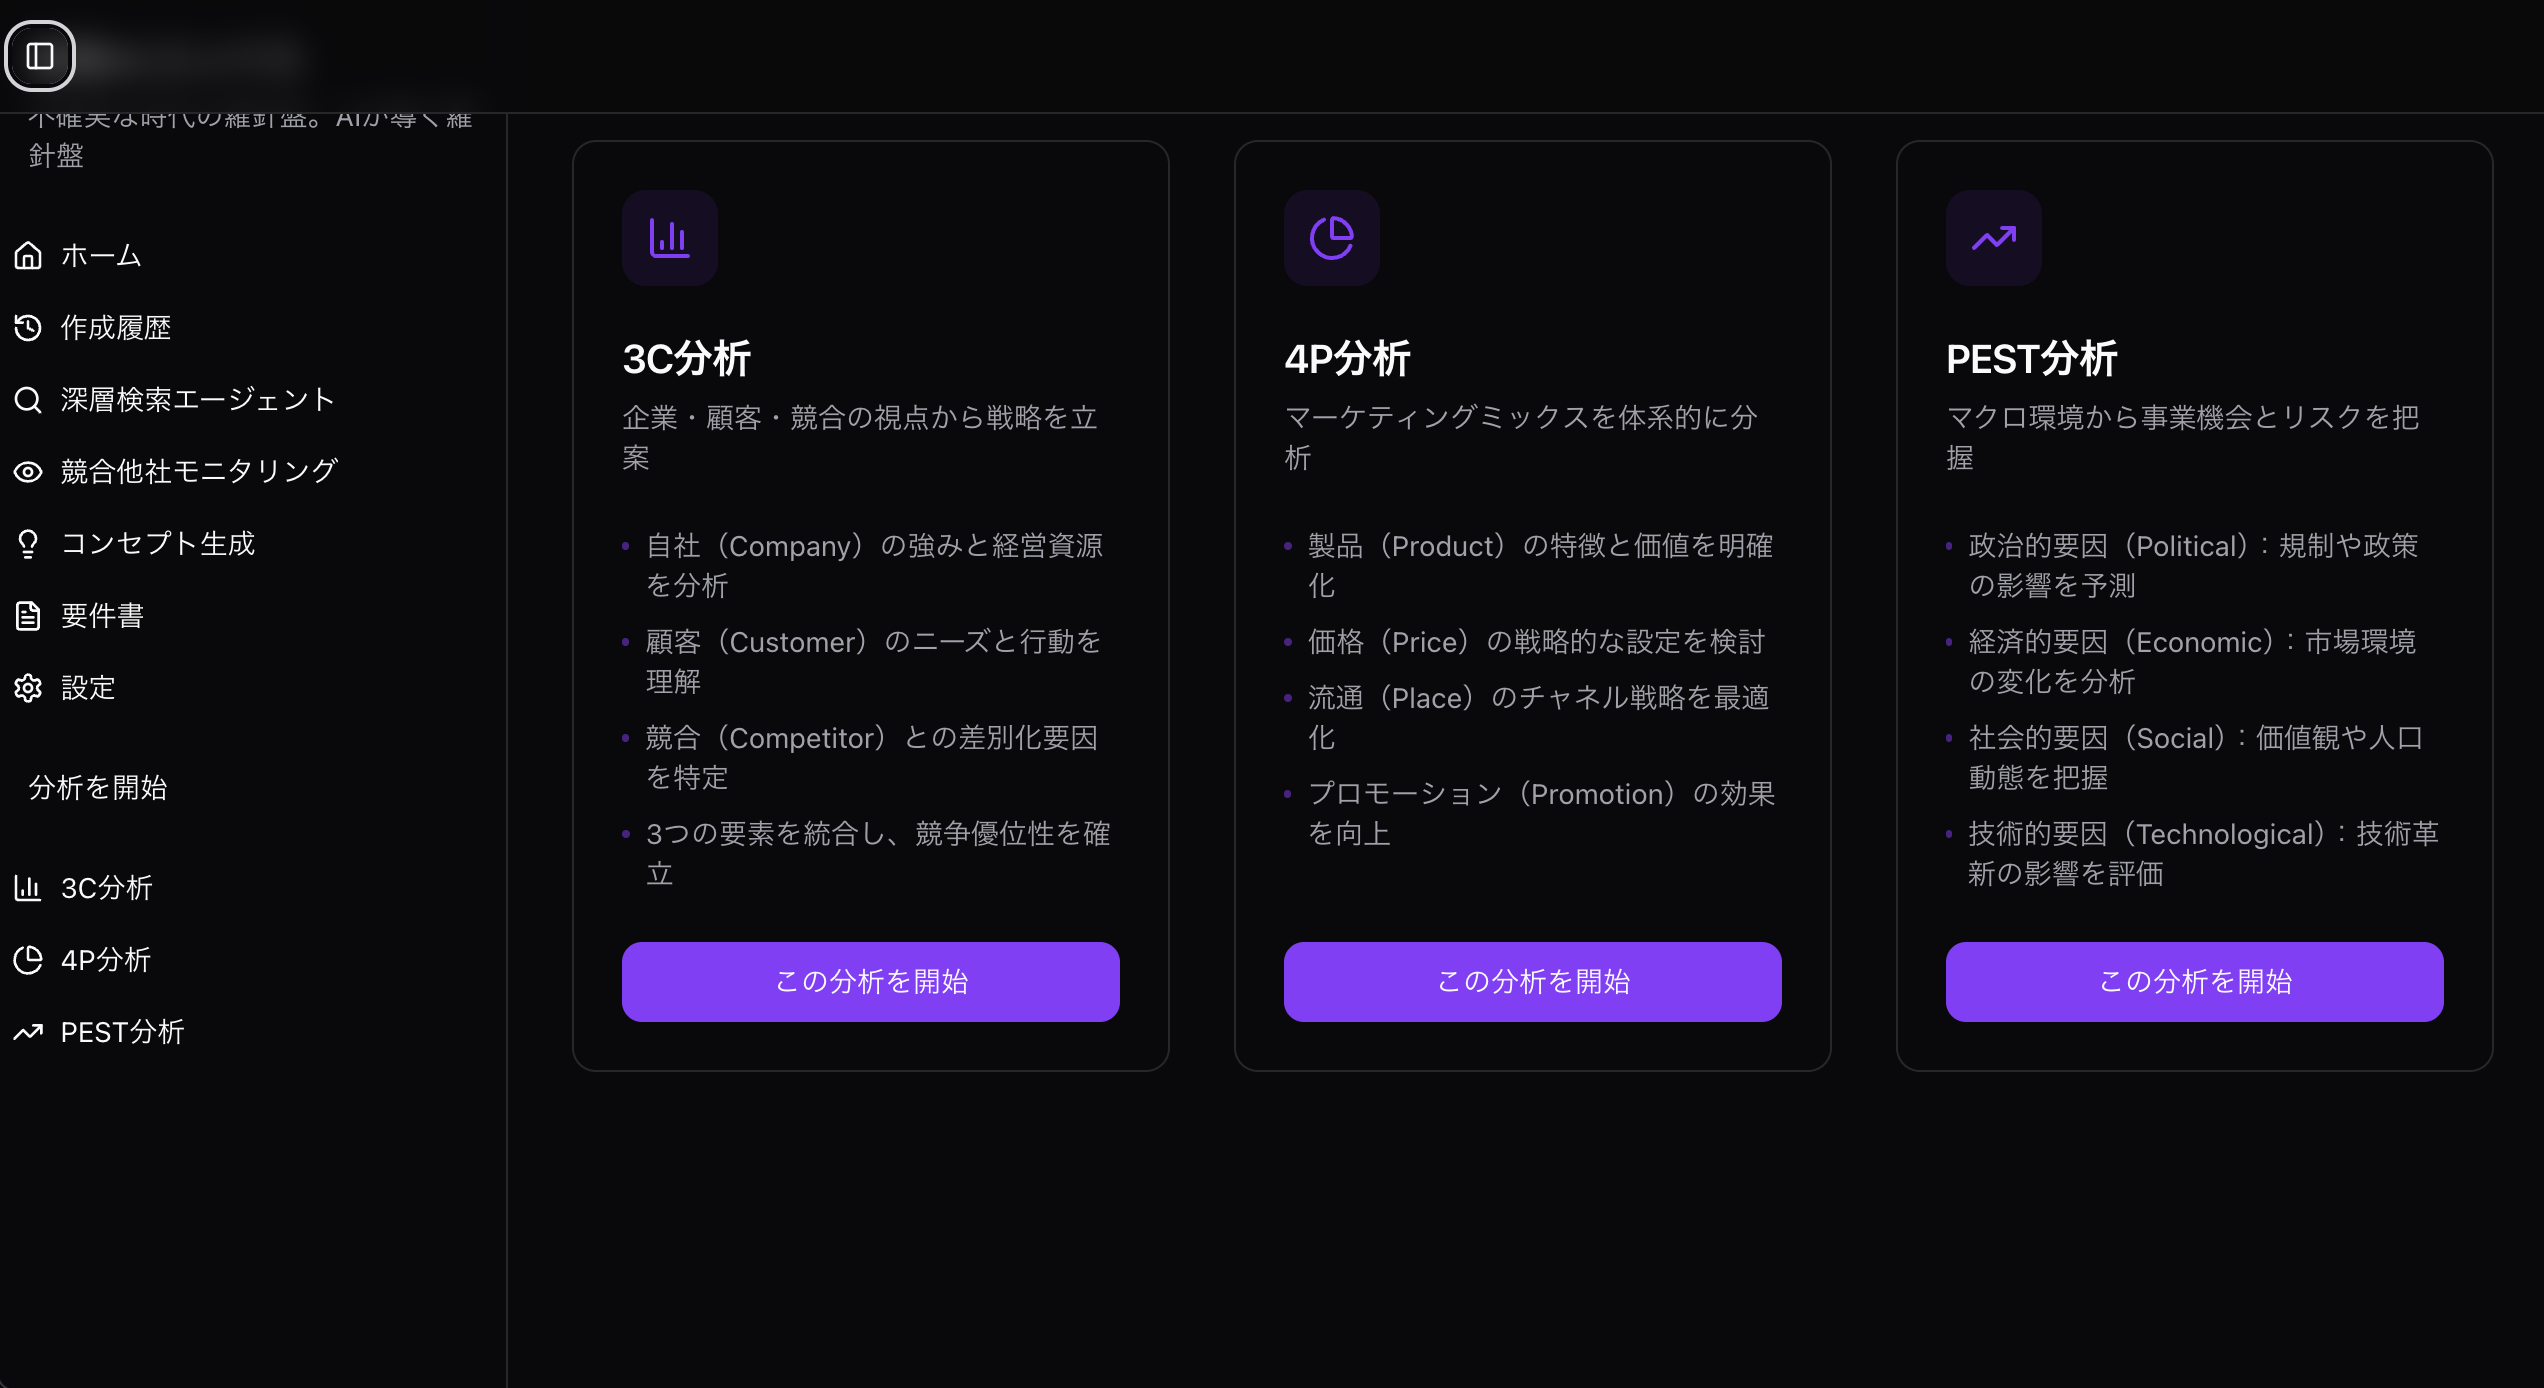 不確実な時代の羅針盤。AIが導く羅
針盤
ホーム
作成履歴
深層検索エージェント
競合他社モニタリング
コンセプト生成
要件書
設定
分析を開始
3C分析
4P分析
PEST分析
3C分析
企業・顧客・競合の視点から戦略を立
案
自社（Company）の強みと経営資源
を分析
顧客（Customer）のニーズと行動を
理解
競合（Competitor）との差別化要因
を特定
3つの要素を統合し、競争優位性を確
立
この分析を開始
4P分析
マーケティングミックスを体系的に分
析
製品（Product）の特徴と価値を明確
化
価格（Price）の戦略的な設定を検討
流通（Place）のチャネル戦略を最適
化
プロモーション（Promotion）の効果
を向上
この分析を開始
PEST分析
マクロ環境から事業機会とリスクを把
握
政治的要因（Political）：規制や政策
の影響を予測
経済的要因（Economic）：市場環境
の変化を分析
社会的要因（Social）：価値観や人口
動態を把握
技術的要因（Technological）：技術革
新の影響を評価
この分析を開始